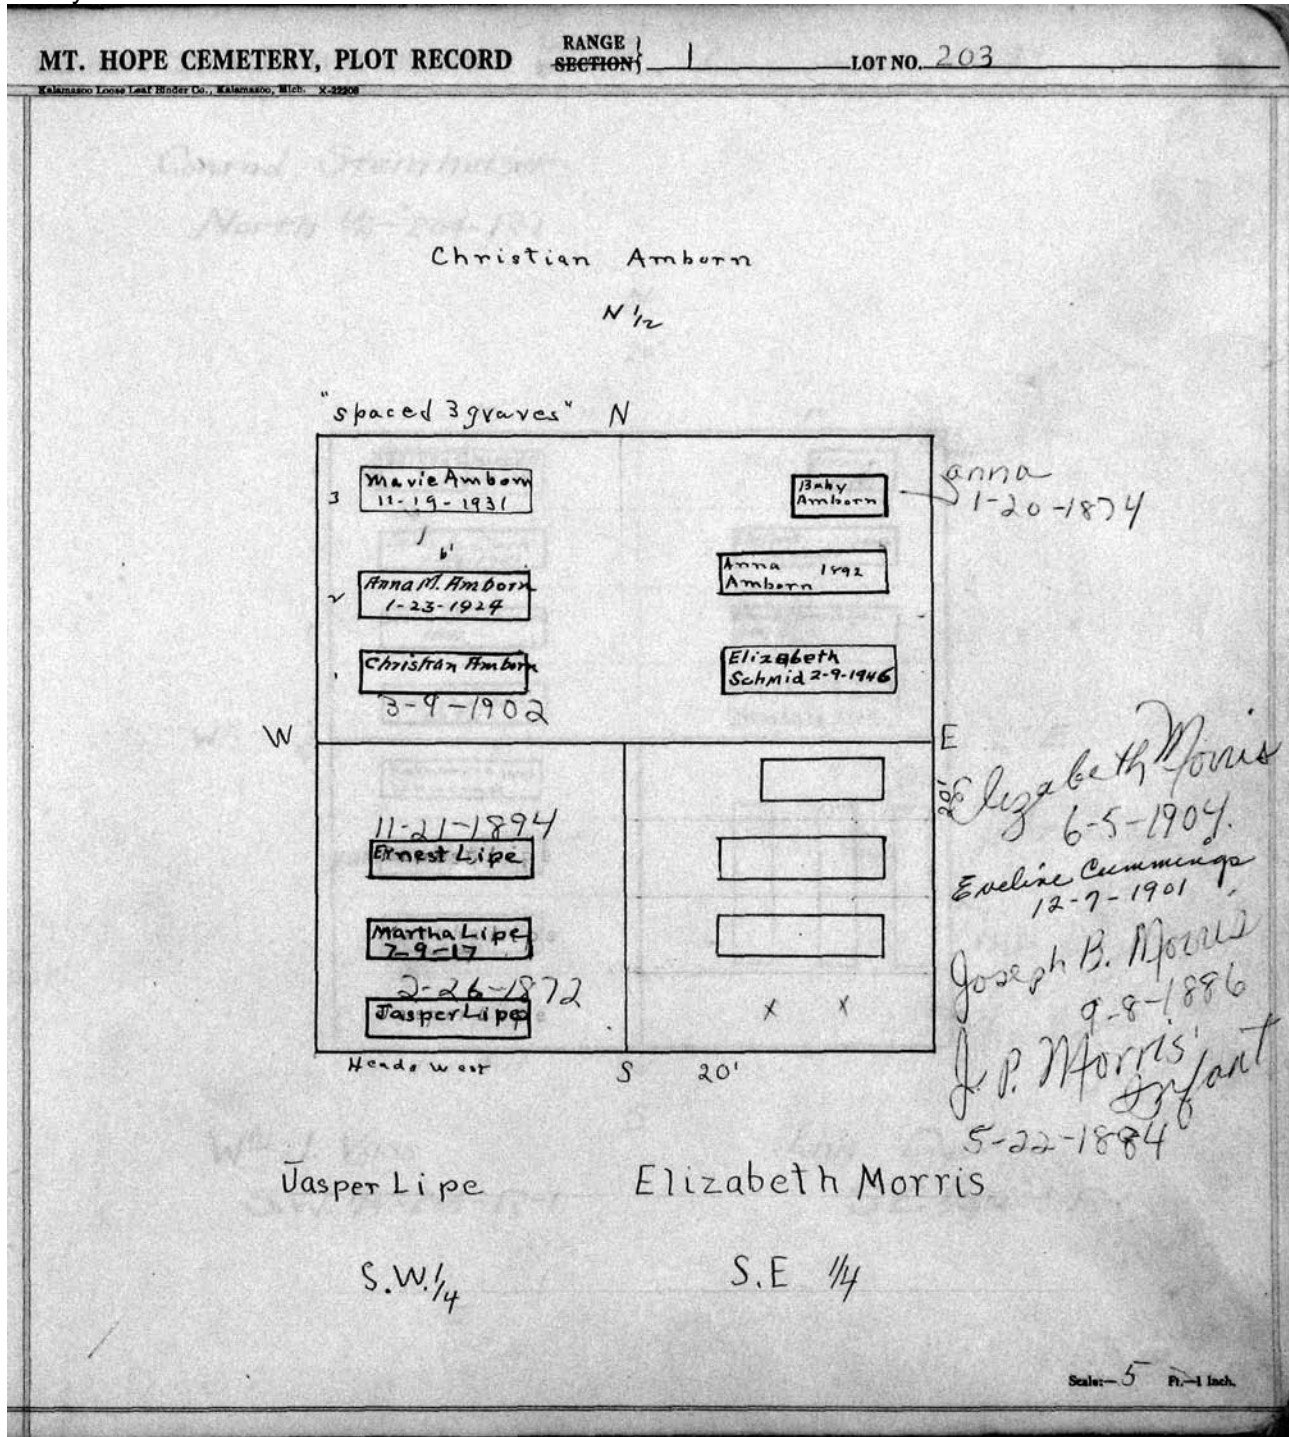 MT. HOPE CEMETERY, PLOT RECORD
RANGE
SECTION
1
LOT NO. 203
Kalamazoo Loose Leaf Binder Co., Kalamazoo, Mich. X-22208
Conrad
North 1/2
Christian Amborn
N 1/2
"spaced 3 graves" N
3
Marie Amborn
11-19-1931
Baby
Amborn
anna
1-20-1874
6'
2
Anna M. Amborn
1-23-1924
Anna 1892
Amborn
Christian Amborn
3-9-1902
Elizabeth
Schmid 2-9-1946
W
E
20'
Elizabeth Morris
6-5-1904.
11-21-1894
Ernest Lipe
Eveline Cummings
12-7-1901
Martha Lipe
7-9-17
Joseph B. Morris
9-8-1886
2-26-1872
Jasper Lipe
x x
J. P. Morris'
Infant
5-22-1884
Heads West
S 20'
Jasper Lipe
Elizabeth Morris
S.W. 1/4
S.E 1/4
Scale:— 5 Ft.—1 Inch.